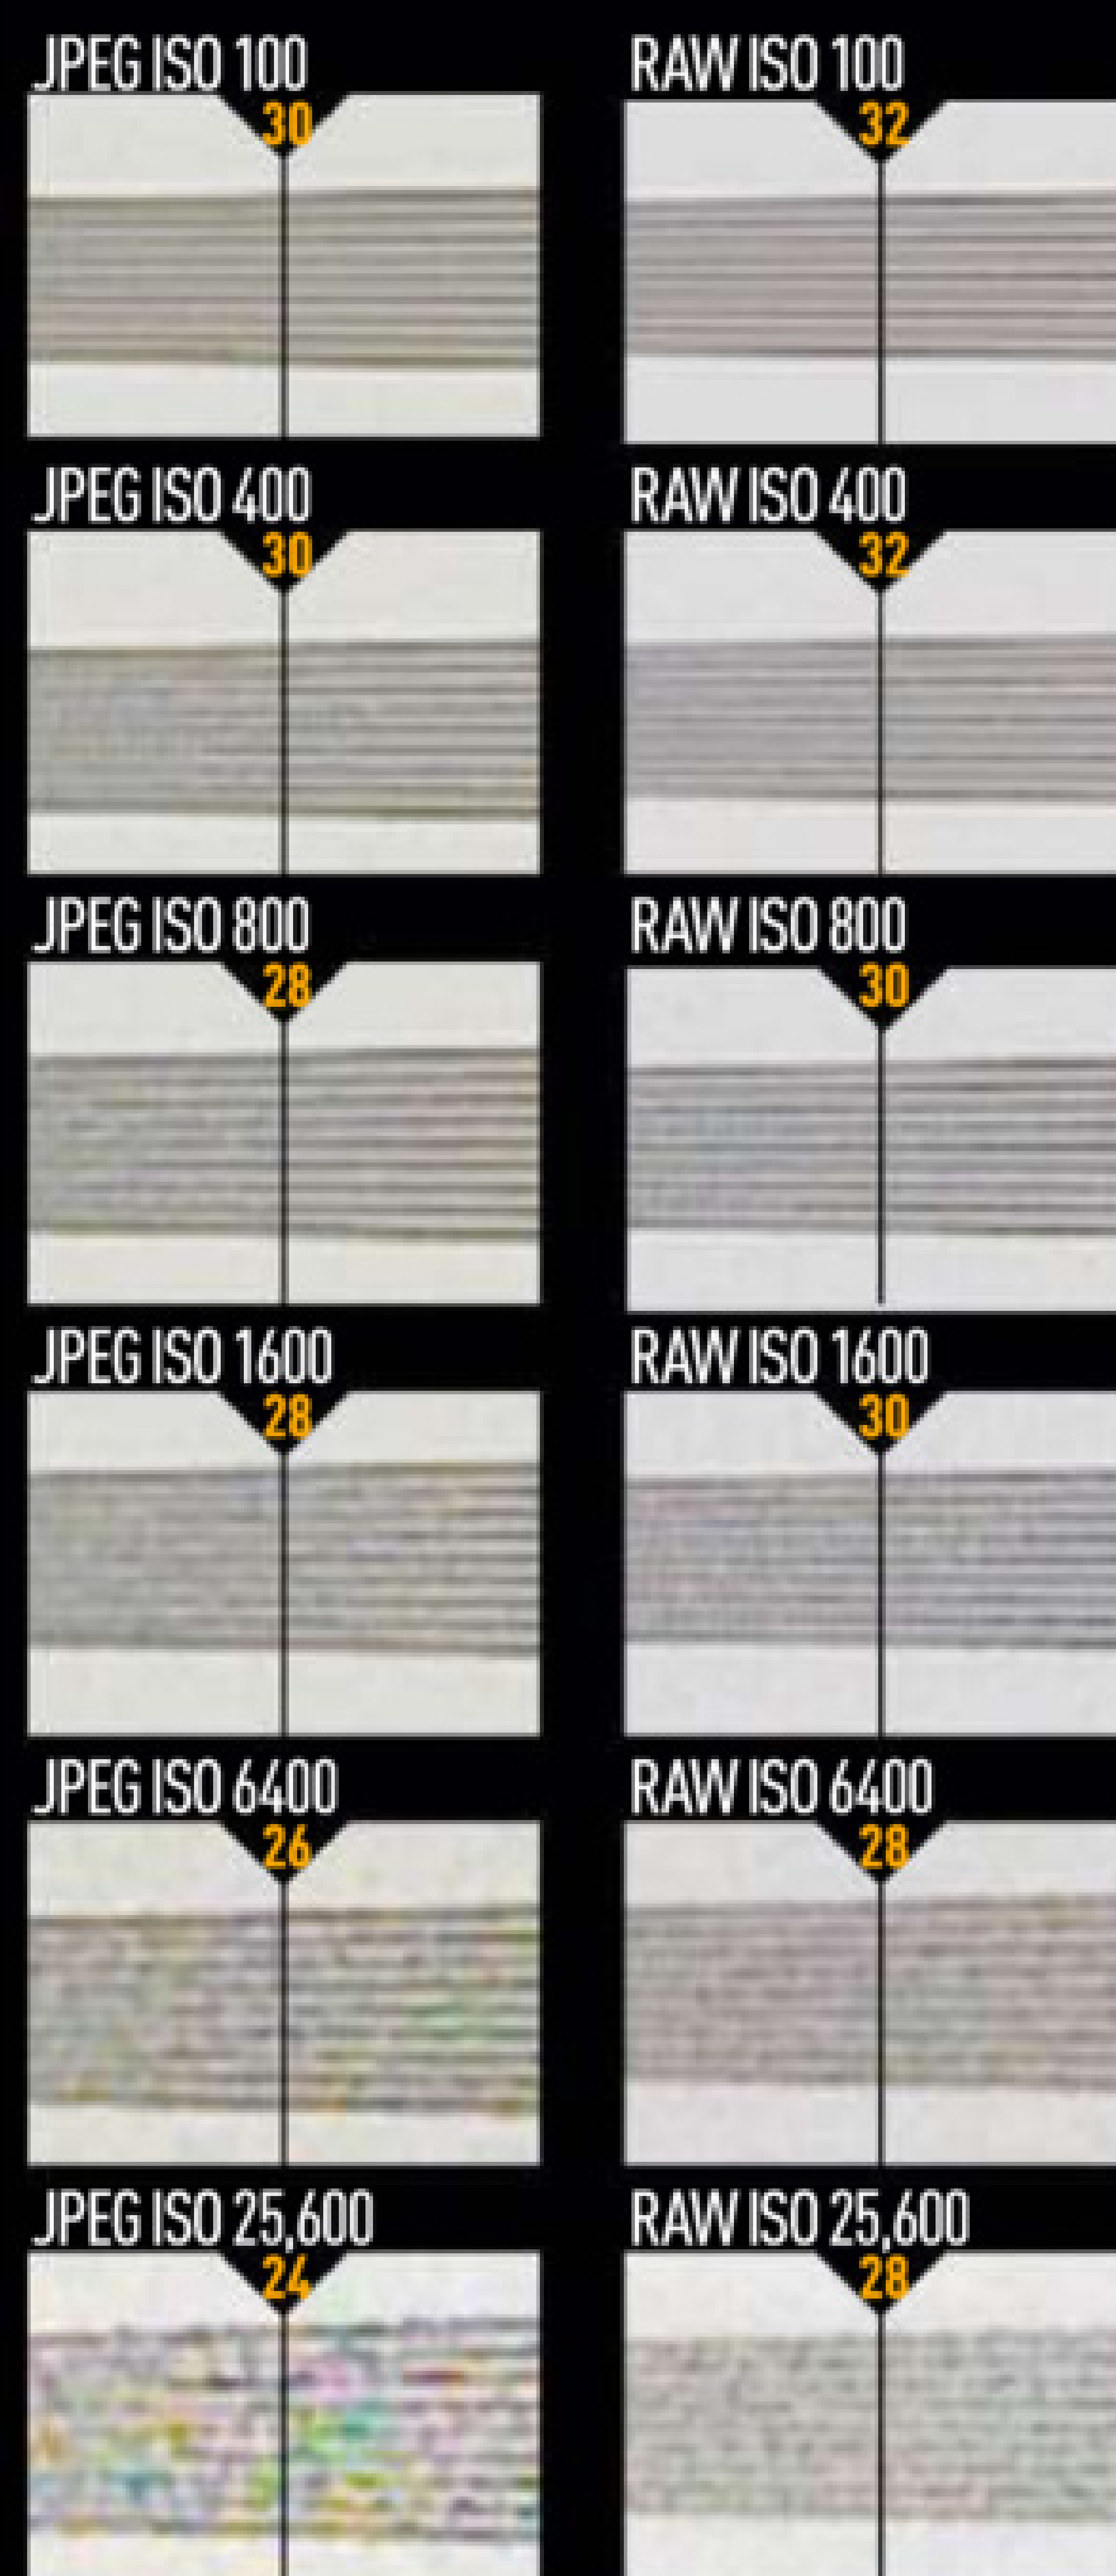 JPEG ISO 100
30
RAW ISO 100
32
JPEG ISO 400
30
RAW ISO 400
32
JPEG ISO 800
28
RAW ISO 800
30
JPEG ISO 1600
28
RAW ISO 1600
30
JPEG ISO 6400
26
RAW ISO 6400
28
JPEG ISO 25,600
24
RAW ISO 25,600
28